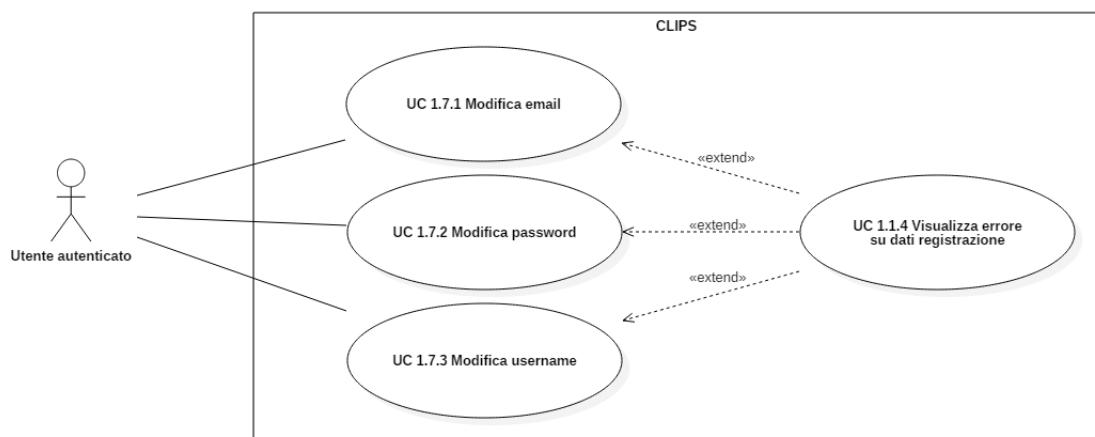 CLIPS
UC 1.7.1 Modifica email
«extend»
Utente autenticato
UC 1.7.2 Modifica password
«extend»
UC 1.1.4 Visualizza errore
su dati registrazione
«extend»
UC 1.7.3 Modifica username